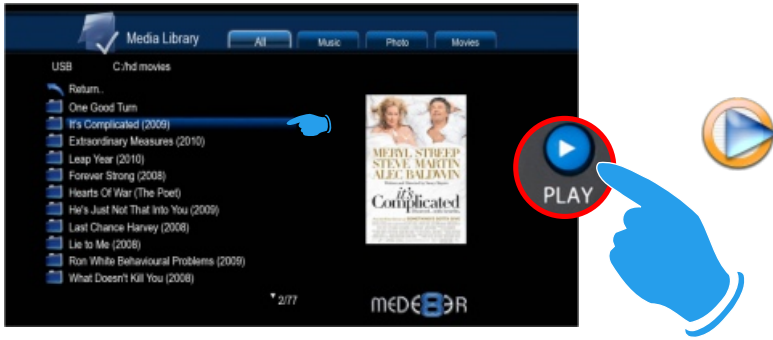 Media Library
All
Music
Photo
Movies
USB C:/hd movies
Return..
One Good Turn
It's Complicated (2009)
Extraordinary Measures (2010)
Leap Year (2010)
Forever Strong (2008)
Hearts Of War (The Poet)
He's Just Not That Into You (2009)
Last Chance Harvey (2008)
Lie to Me (2008)
Ron White Behavioural Problems (2009)
What Doesn't Kill You (2008)
2/77
MERYL STREEP
STEVE MARTIN
ALEC BALDWIN
it's
Complicated
MEDE8ER
PLAY